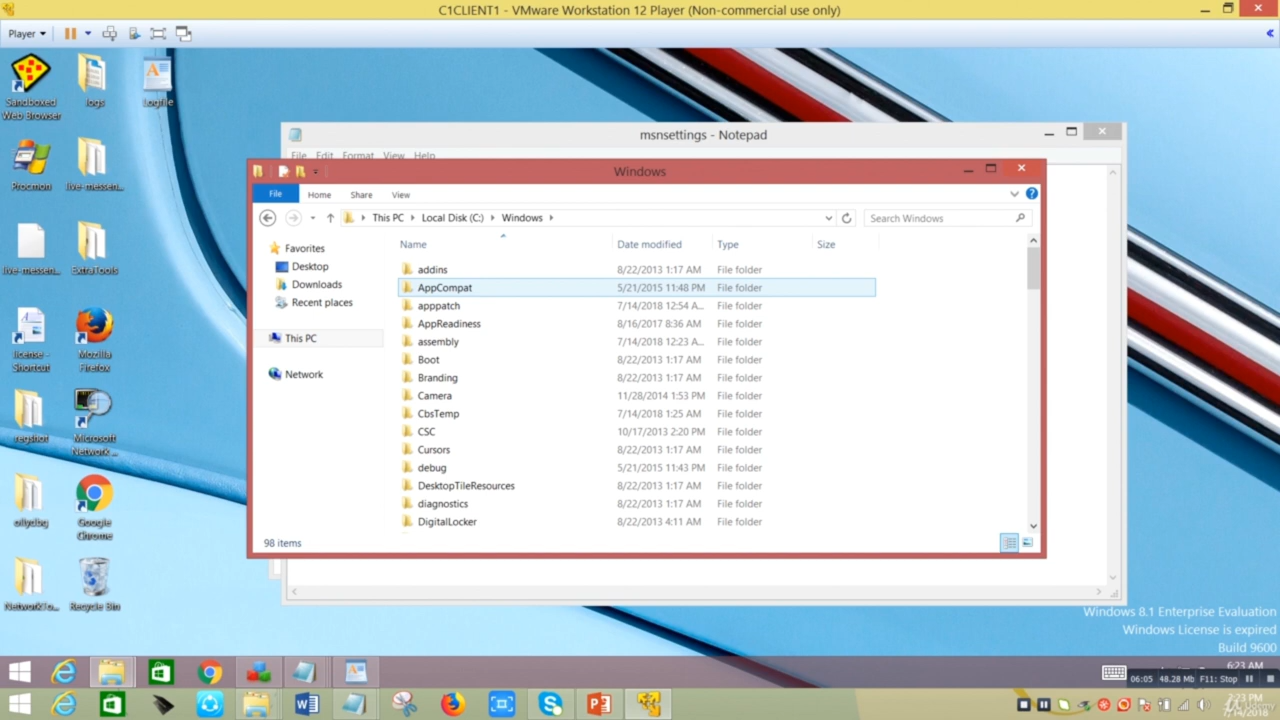 C1CLIENT1 - VMware Workstation 12 Player (Non-commercial use only)
Player
Sandboxed
Web Browser
logs
Logfile
Procmon
live-messen...
live-messen...
ExtraTools
license -
Shortcut
Mozilla
Firefox
regshot
Microsoft
Network ...
ollydbg
Google
Chrome
NetworkTo...
Recycle Bin
msnsettings - Notepad
File Edit Format View Help
Windows
File Home Share View
This PC Local Disk (C:) Windows
Search Windows
Favorites
Desktop
Downloads
Recent places
This PC
Network
Name Date modified Type Size
addins 8/22/2013 1:17 AM File folder
AppCompat 5/21/2015 11:48 PM File folder
apppatch 7/14/2018 12:54 A... File folder
AppReadiness 8/16/2017 8:36 AM File folder
assembly 7/14/2018 12:23 A... File folder
Boot 8/22/2013 1:17 AM File folder
Branding 8/22/2013 1:17 AM File folder
Camera 11/28/2014 1:53 PM File folder
CbsTemp 7/14/2018 1:25 AM File folder
CSC 10/17/2013 2:20 PM File folder
Cursors 8/22/2013 1:17 AM File folder
debug 5/21/2015 11:43 PM File folder
DesktopTileResources 8/22/2013 1:17 AM File folder
diagnostics 8/22/2013 1:17 AM File folder
DigitalLocker 8/22/2013 4:11 AM File folder
98 items
Windows 8.1 Enterprise Evaluation
Windows License is expired
Build 9600
6:23 AM
06:05 48.28 Mb F11: Stop
2:23 PM
7/14/2018